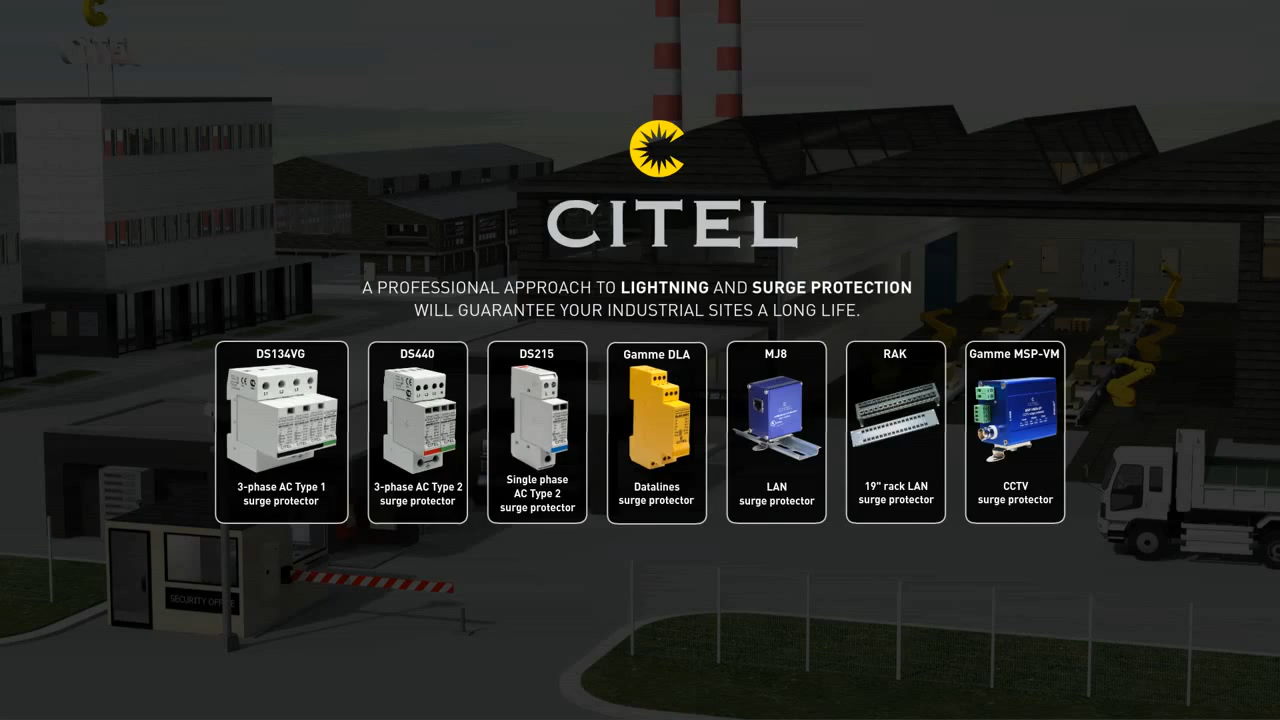 CITEL
CITEL
A PROFESSIONAL APPROACH TO LIGHTNING AND SURGE PROTECTION
WILL GUARANTEE YOUR INDUSTRIAL SITES A LONG LIFE.
DS134VG
3-phase AC Type 1
surge protector
DS440
3-phase AC Type 2
surge protector
DS215
Single phase
AC Type 2
surge protector
Gamme DLA
Datalines
surge protector
MJ8
LAN
surge protector
RAK
19" rack LAN
surge protector
Gamme MSP-VM
CCTV
surge protector
SECURITY OFFICE